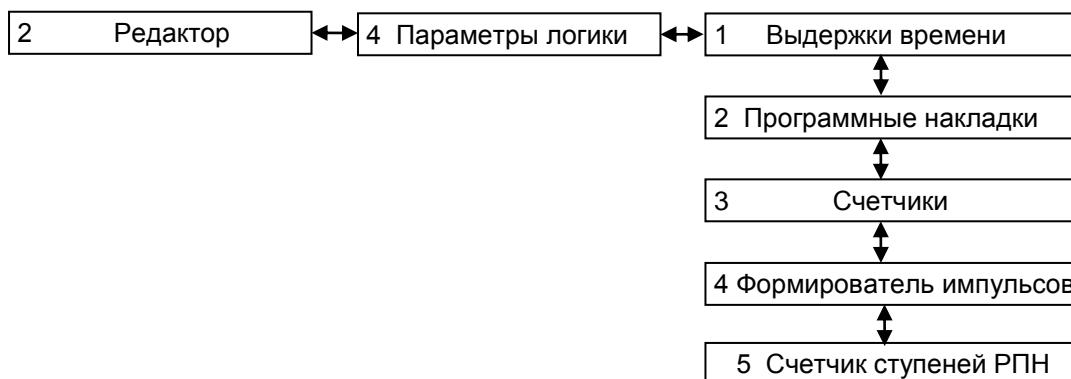 2 Редактор
4 Параметры логики
1 Выдержки времени
2 Программные накладки
3 Счетчики
4 Формирователь импульсов
5 Счетчик ступеней РПН